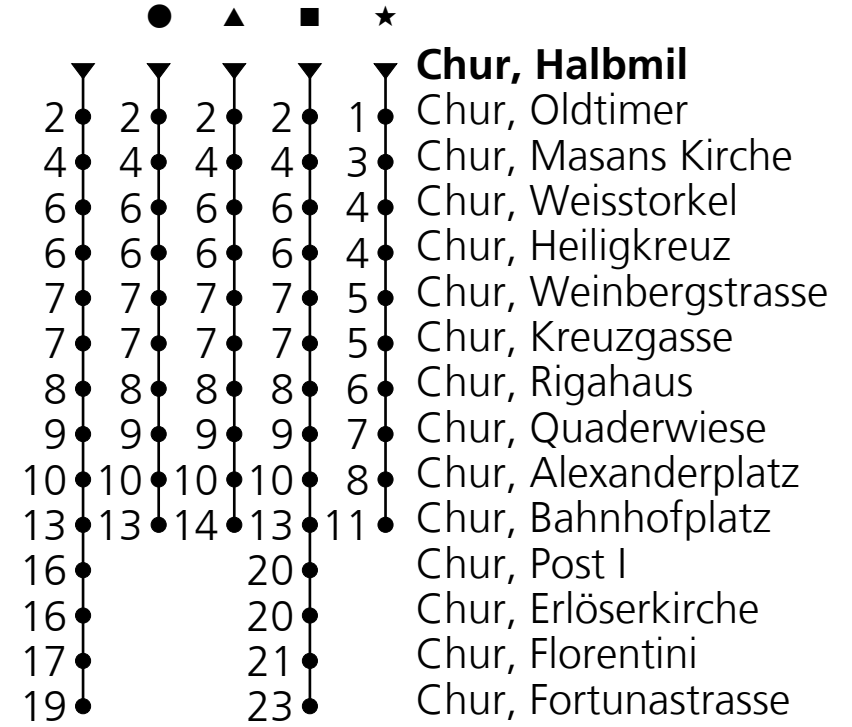 ● ▲ ■ ★
Chur, Halbmil
2 2 2 2 1 Chur, Oldtimer
4 4 4 4 3 Chur, Masans Kirche
6 6 6 6 4 Chur, Weisstorkel
6 6 6 6 4 Chur, Heiligkreuz
7 7 7 7 5 Chur, Weinbergstrasse
7 7 7 7 5 Chur, Kreuzgasse
8 8 8 8 6 Chur, Rigahaus
9 9 9 9 7 Chur, Quaderwiese
10 10 10 10 8 Chur, Alexanderplatz
13 13 14 13 11 Chur, Bahnhofplatz
16 20 Chur, Post I
16 20 Chur, Erlöserkirche
17 21 Chur, Florentini
19 23 Chur, Fortunastrasse